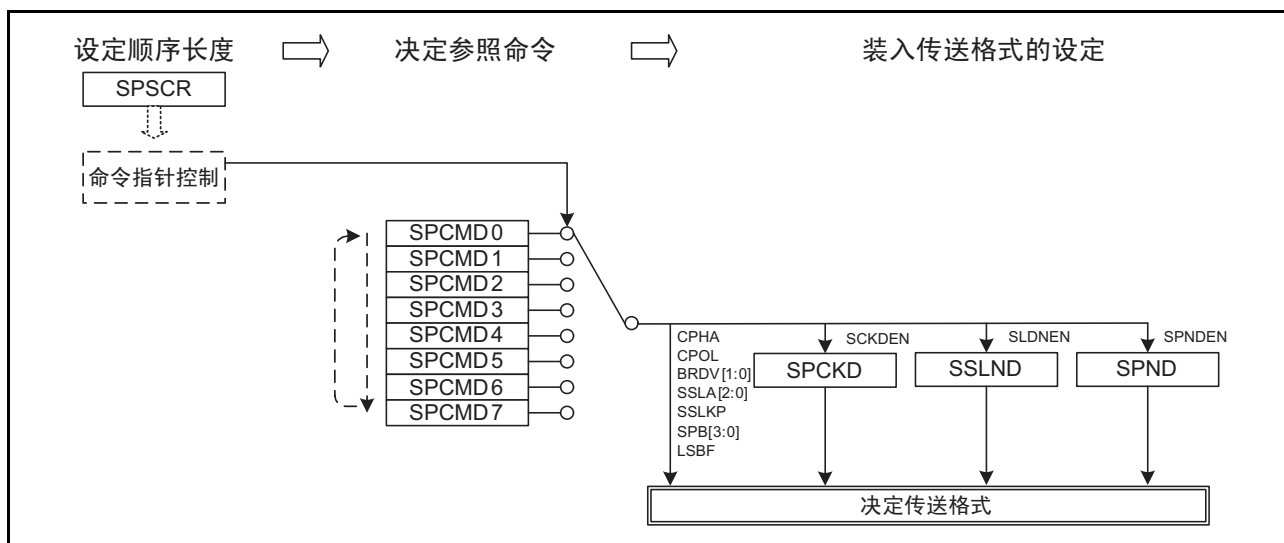 设定顺序长度
决定参照命令
装入传送格式的设定
SPSCR
命令指针控制
SPCMD0
SPCMD1
SPCMD2
SPCMD3
SPCMD4
SPCMD5
SPCMD6
SPCMD7
CPHA
CPOL
BRDV[1:0]
SSLA[2:0]
SSLKP
SPB[3:0]
LSBF
SCKDEN
SPCKD
SLDNEN
SSLND
SPNDEN
SPND
决定传送格式